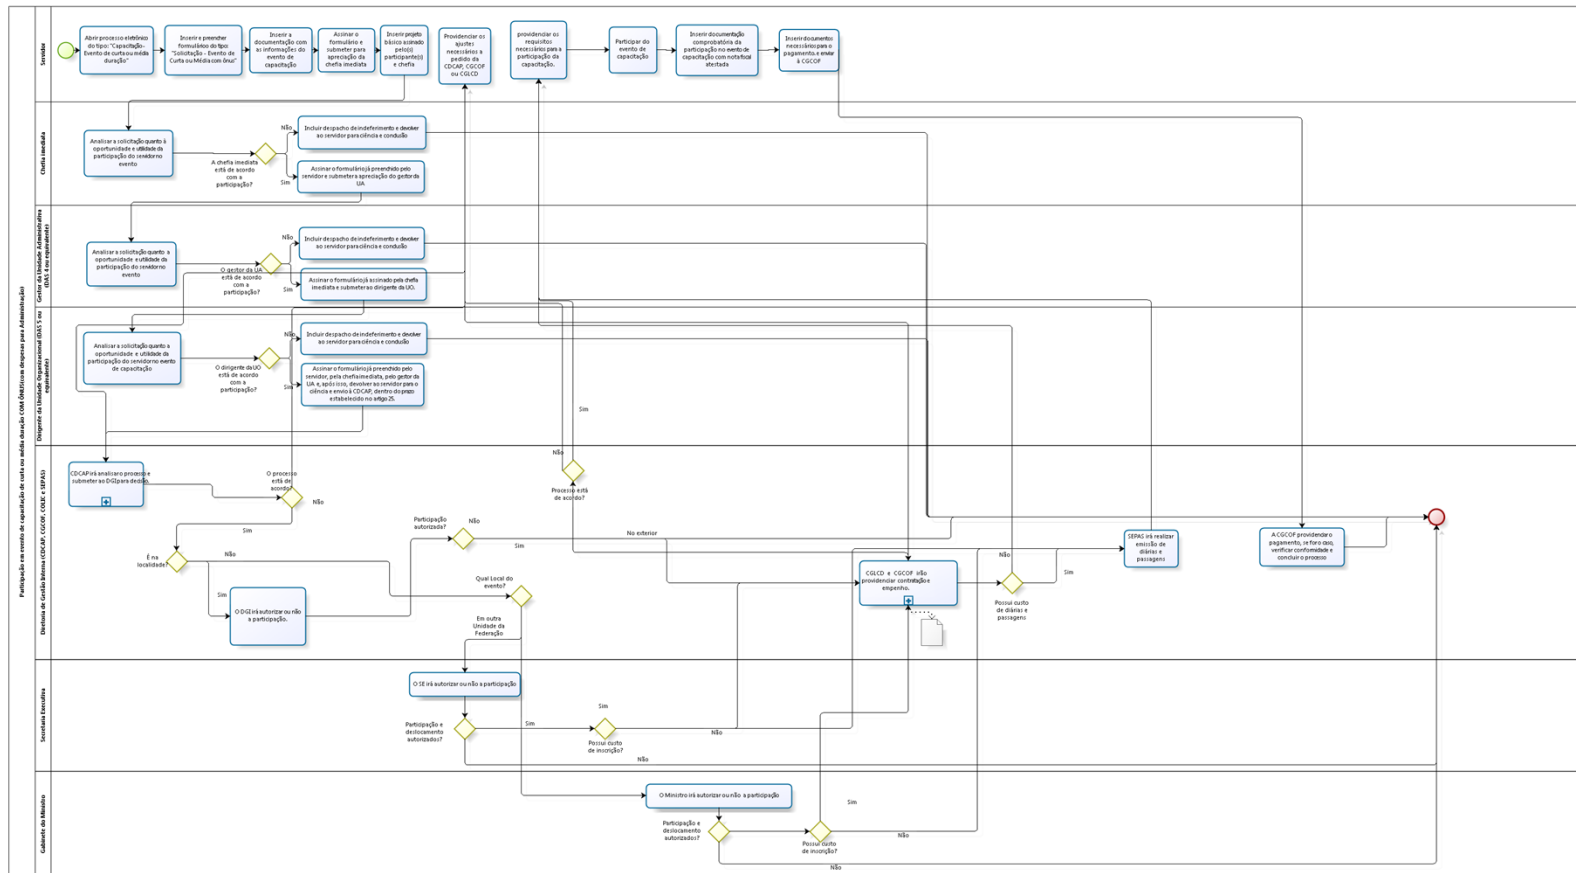 Participação em evento de capacitação de curta ou média duração COM ÔNUS (com despesas para Administração)
Servidor
Abrir processo eletrônico
do tipo: "Capacitação -
Evento de curta ou média
duração"
Inserir e preencher
formulários do tipo:
"Solicitação - Evento de
Curta ou Média com ônus"
Inserir a
documentação com
as informações do
evento de
capacitação
Assinar o
formulário e
submeter para
apreciação da
chefia imediata
Inserir projeto
básico assinado
pelo(s)
participante(s)
e chefia
Providenciar os
ajustes
necessários a
pedido da
CDCAP, CGCOF
ou CGLCD
providenciar os
requisitos
necessários para a
participação da
capacitação.
Participar do
evento de
capacitação
Inserir documentação
comprobatória da
participação no evento de
capacitação com nota fiscal
atestada
Inserir documentos
necessários para o
pagamento e enviar
à CGCOF
Chefia imediata
Analisar a solicitação quanto à
oportunidade e utilidade da
participação do servidor no
evento
A chefia imediata
está de acordo
com a
participação?
Não
Sim
Incluir despacho de indeferimento e devolver
ao servidor para ciência e conclusão
Assinar o formulário já preenchido pelo
servidor e submeter a apreciação do gestor da
UA
Gestor da Unidade Administrativa
(DAS 4 ou equivalente)
Analisar a solicitação quanto a
oportunidade e utilidade da
participação do servidor no
evento
O gestor da UA
está de acordo
com a
participação?
Não
Sim
Incluir despacho de indeferimento e devolver
ao servidor para ciência e conclusão
Assinar o formulário já assinado pela chefia
imediata e submeter ao dirigente da UO.
Dirigente da Unidade Organizacional (DAS 5 ou
equivalente)
Analisar a solicitação quanto a
oportunidade e utilidade da
participação do servidor no evento
de capacitação
O dirigente da UO
está de acordo
com a
participação?
Não
Sim
Incluir despacho de indeferimento e devolver
ao servidor para ciência e conclusão
Assinar o formulário já preenchido pelo
servidor, pela chefia imediata, pelo gestor da
UA e, após isso, devolver ao servidor para o
ciência e envio à CDCAP, dentro do prazo
estabelecido no artigo 25.
Sim
Diretoria de Gestão Interna (CDCAP, CGCOF, COLIC e SEPAS)
CDCAP irá analisar o processo e
submeter ao DGI para decisão.
O processo
está de
acordo?
Não
Sim
É na
localidade?
Não
Sim
O DGI irá autorizar ou não
a participação.
Participação
autorizada?
Não
Sim
Qual Local do
evento?
Em outra
Unidade da
Federação
No exterior
Não
Processo está
de acordo?
CGLCD e CGCOF irão
providenciar contratação e
empenho.
Não
Sim
Possui custo
de diárias e
passagens
SEPAS irá realizar
emissão de
diárias e
passagens
A CGCOF providenciar o
pagamento, se for o caso,
verificar conformidade e
concluir o processo
Secretaria Executiva
O SE irá autorizar ou não a participação
Participação e
deslocamento
autorizados?
Sim
Sim
Possui custo
de inscrição?
Não
Não
Gabinete do Ministro
O Ministro irá autorizar ou não a participação
Participação e
deslocamento
autorizados?
Possui custo
de inscrição?
Sim
Não
Não